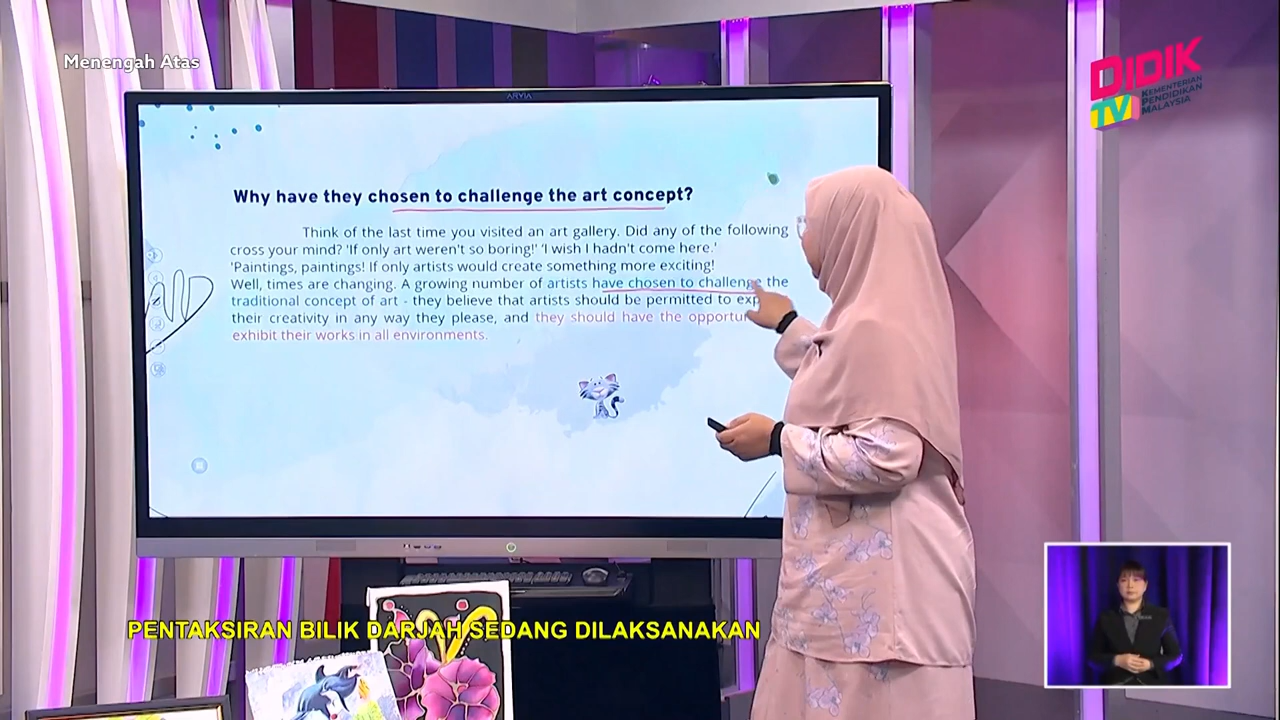 Menengah Atas
DIDIK
TV
KEMENTERIAN
PENDIDIKAN
MALAYSIA
ARVIA
Why have they chosen to challenge the art concept?
Think of the last time you visited an art gallery. Did any of the following
cross your mind? 'If only art weren't so boring!' 'I wish I hadn't come here.'
'Paintings, paintings! If only artists would create something more exciting!
Well, times are changing. A growing number of artists have chosen to challenge the
traditional concept of art - they believe that artists should be permitted to
their creativity in any way they please, and they should have the
exhibit their works in all environments.
PENTAKSIRAN BILIK DARJAH SEDANG DILAKSANAKAN